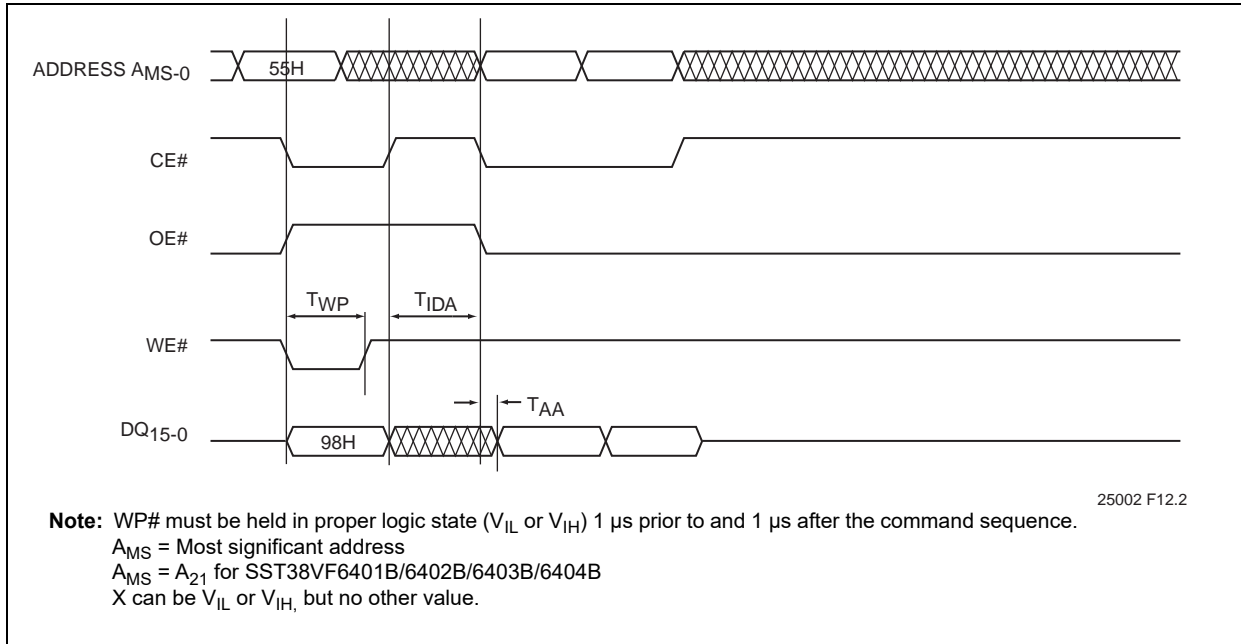 ADDRESS AMS-0
55H
CE#
OE#
TWP
TIDA
WE#
TAA
DQ15-0
98H
25002 F12.2
Note: WP# must be held in proper logic state (VIL or VIH) 1 µs prior to and 1 µs after the command sequence.
AMS = Most significant address
AMS = A21 for SST38VF6401B/6402B/6403B/6404B
X can be VIL or VIH, but no other value.